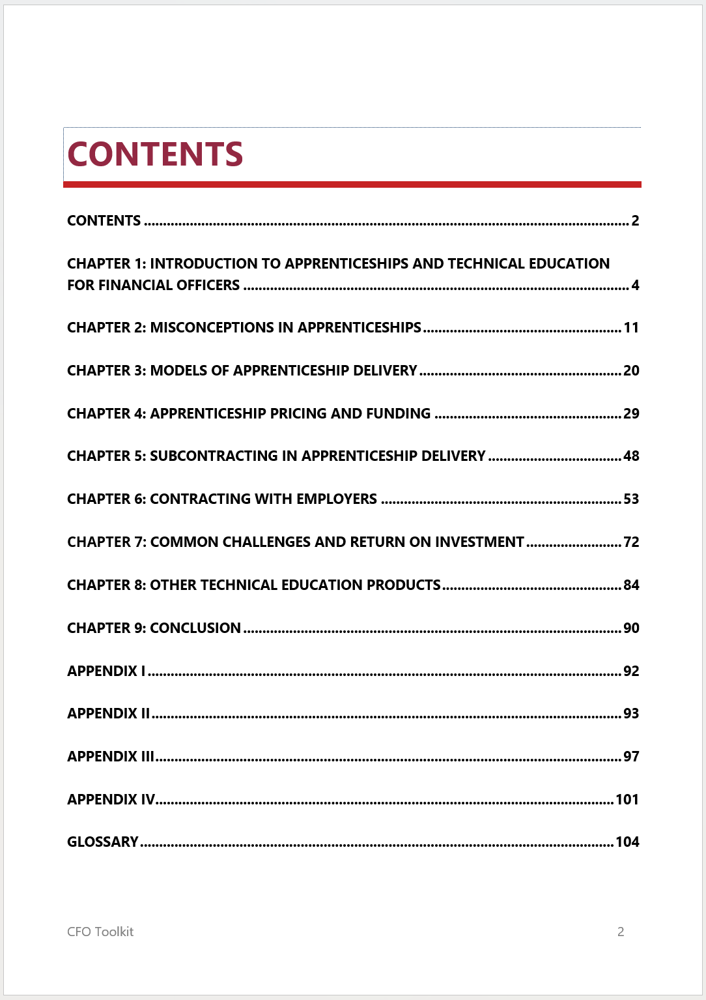 CONTENTS
CONTENTS ........ 2
CHAPTER 1: INTRODUCTION TO APPRENTICESHIPS AND TECHNICAL EDUCATION
FOR FINANCIAL OFFICERS ........ 4
CHAPTER 2: MISCONCEPTIONS IN APPRENTICESHIPS ........ 11
CHAPTER 3: MODELS OF APPRENTICESHIP DELIVERY ........ 20
CHAPTER 4: APPRENTICESHIP PRICING AND FUNDING ........ 29
CHAPTER 5: SUBCONTRACTING IN APPRENTICESHIP DELIVERY ........ 48
CHAPTER 6: CONTRACTING WITH EMPLOYERS ........ 53
CHAPTER 7: COMMON CHALLENGES AND RETURN ON INVESTMENT ........ 72
CHAPTER 8: OTHER TECHNICAL EDUCATION PRODUCTS ........ 84
CHAPTER 9: CONCLUSION ........ 90
APPENDIX I ........ 92
APPENDIX II ........ 93
APPENDIX III ........ 97
APPENDIX IV ........ 101
GLOSSARY ........ 104
CFO Toolkit 2